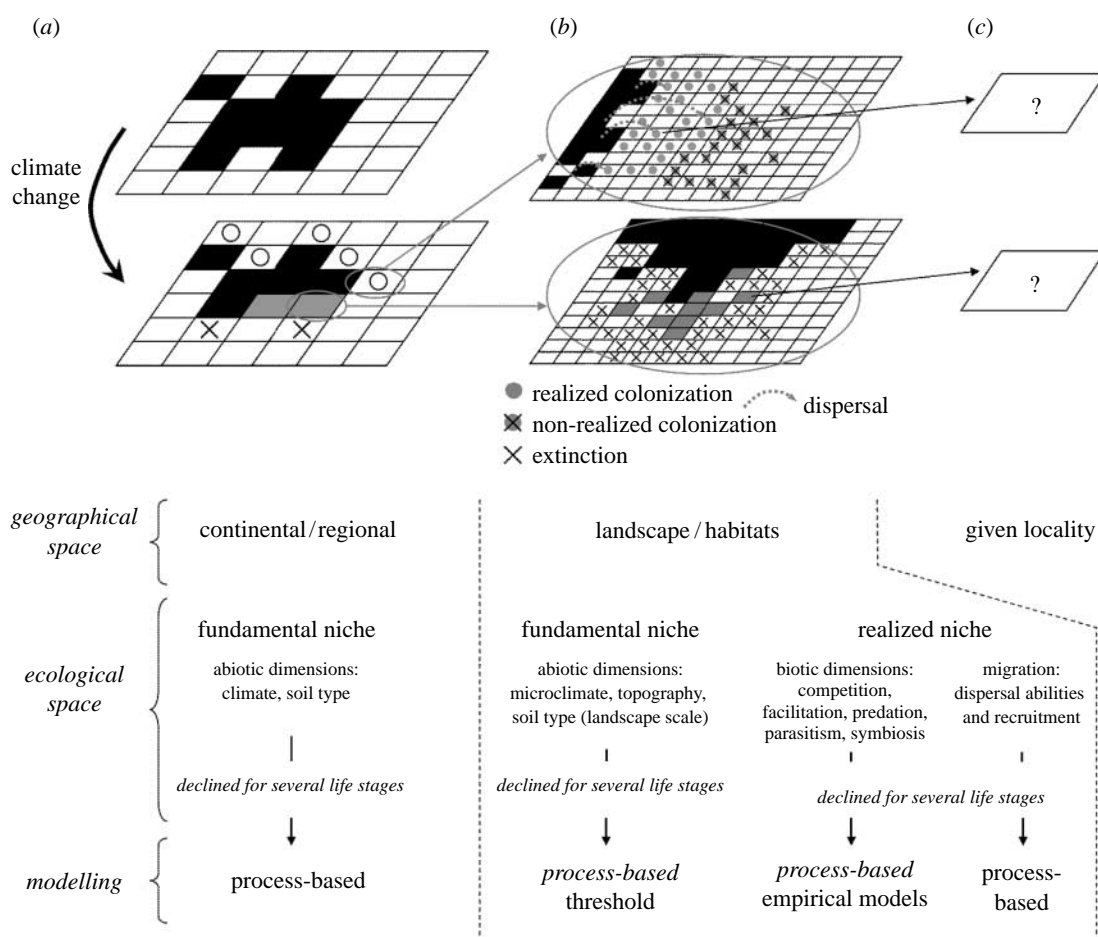 (a)
(b)
(c)
climate
change
?
?
realized colonization
non-realized colonization
extinction
dispersal
geographical
space
continental/regional
landscape/habitats
given locality
ecological
space
fundamental niche
abiotic dimensions:
climate, soil type
declined for several life stages
fundamental niche
abiotic dimensions:
microclimate, topography,
soil type (landscape scale)
declined for several life stages
realized niche
biotic dimensions:
competition,
facilitation, predation,
parasitism, symbiosis
migration:
dispersal abilities
and recruitment
declined for several life stages
modelling
process-based
process-based
threshold
process-based
empirical models
process-
based